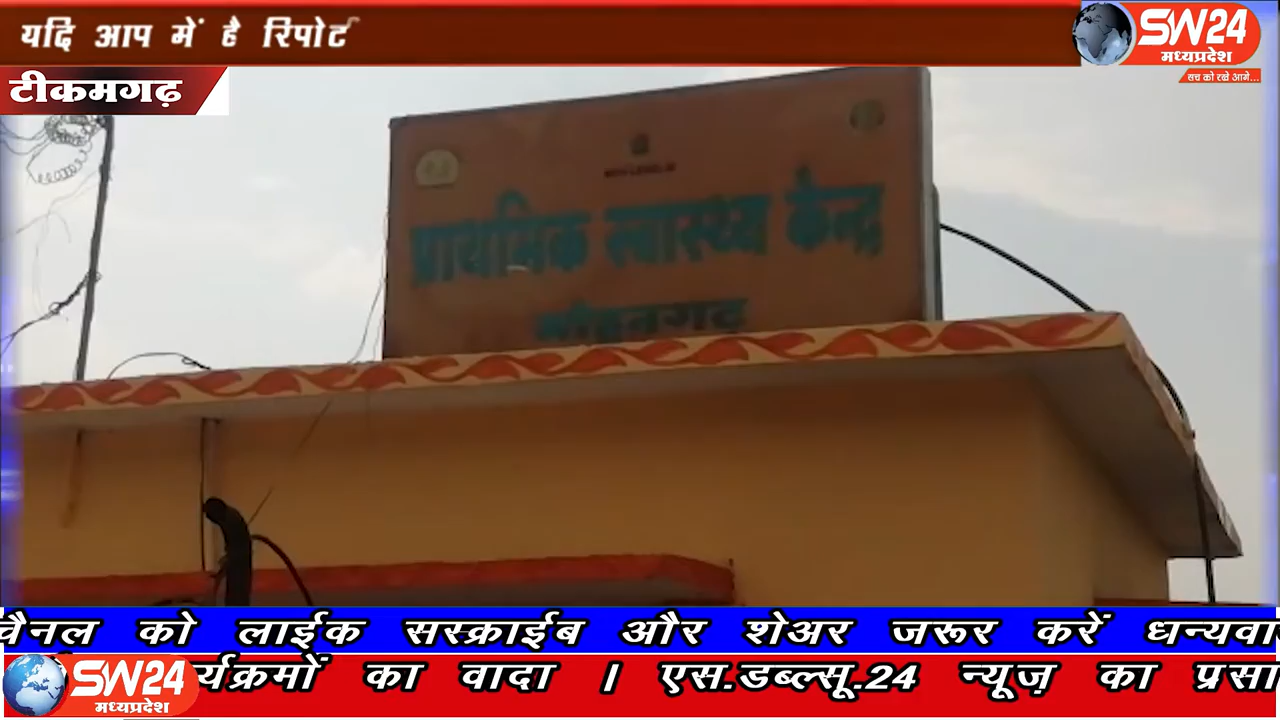 यदि आप में है रिपोर्ट
SW24
मध्यप्रदेश
सच को रखे आगे...
टीकमगढ़
प्राथमिक स्वास्थ्य केन्द्र
मोहनगढ़
चैनल को लाईक सस्क्राईब और शेअर जरूर करें धन्यवा
र्यक्रमों का वादा । एस.डब्ल्सू.24 न्यूज़ का प्रसा
SW24
मध्यप्रदेश